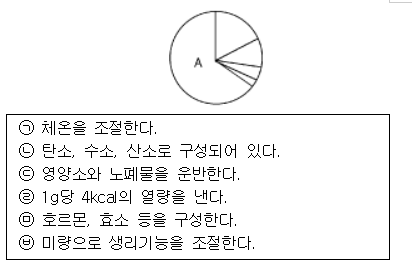 A
㉠ 체온을 조절한다.
㉡ 탄소, 수소, 산소로 구성되어 있다.
㉢ 영양소와 노폐물을 운반한다.
㉣ 1g당 4kcal의 열량을 낸다.
㉤ 호르몬, 효소 등을 구성한다.
㉥ 미량으로 생리기능을 조절한다.